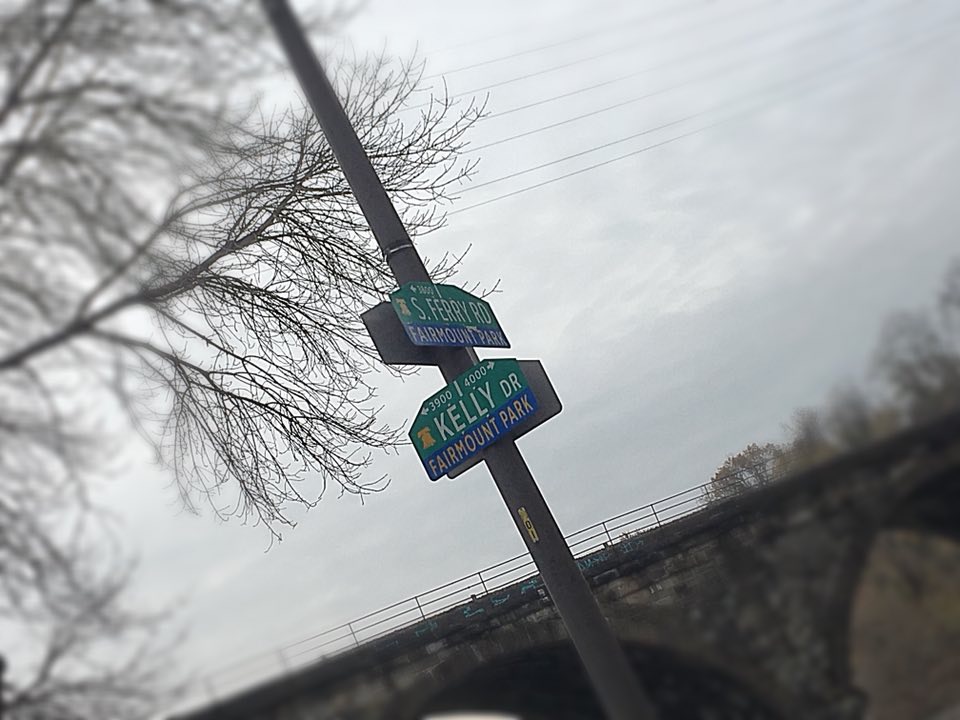 ←3800
S. FERRY RD
FAIRMOUNT PARK
←3900 4000→
KELLY DR
FAIRMOUNT PARK